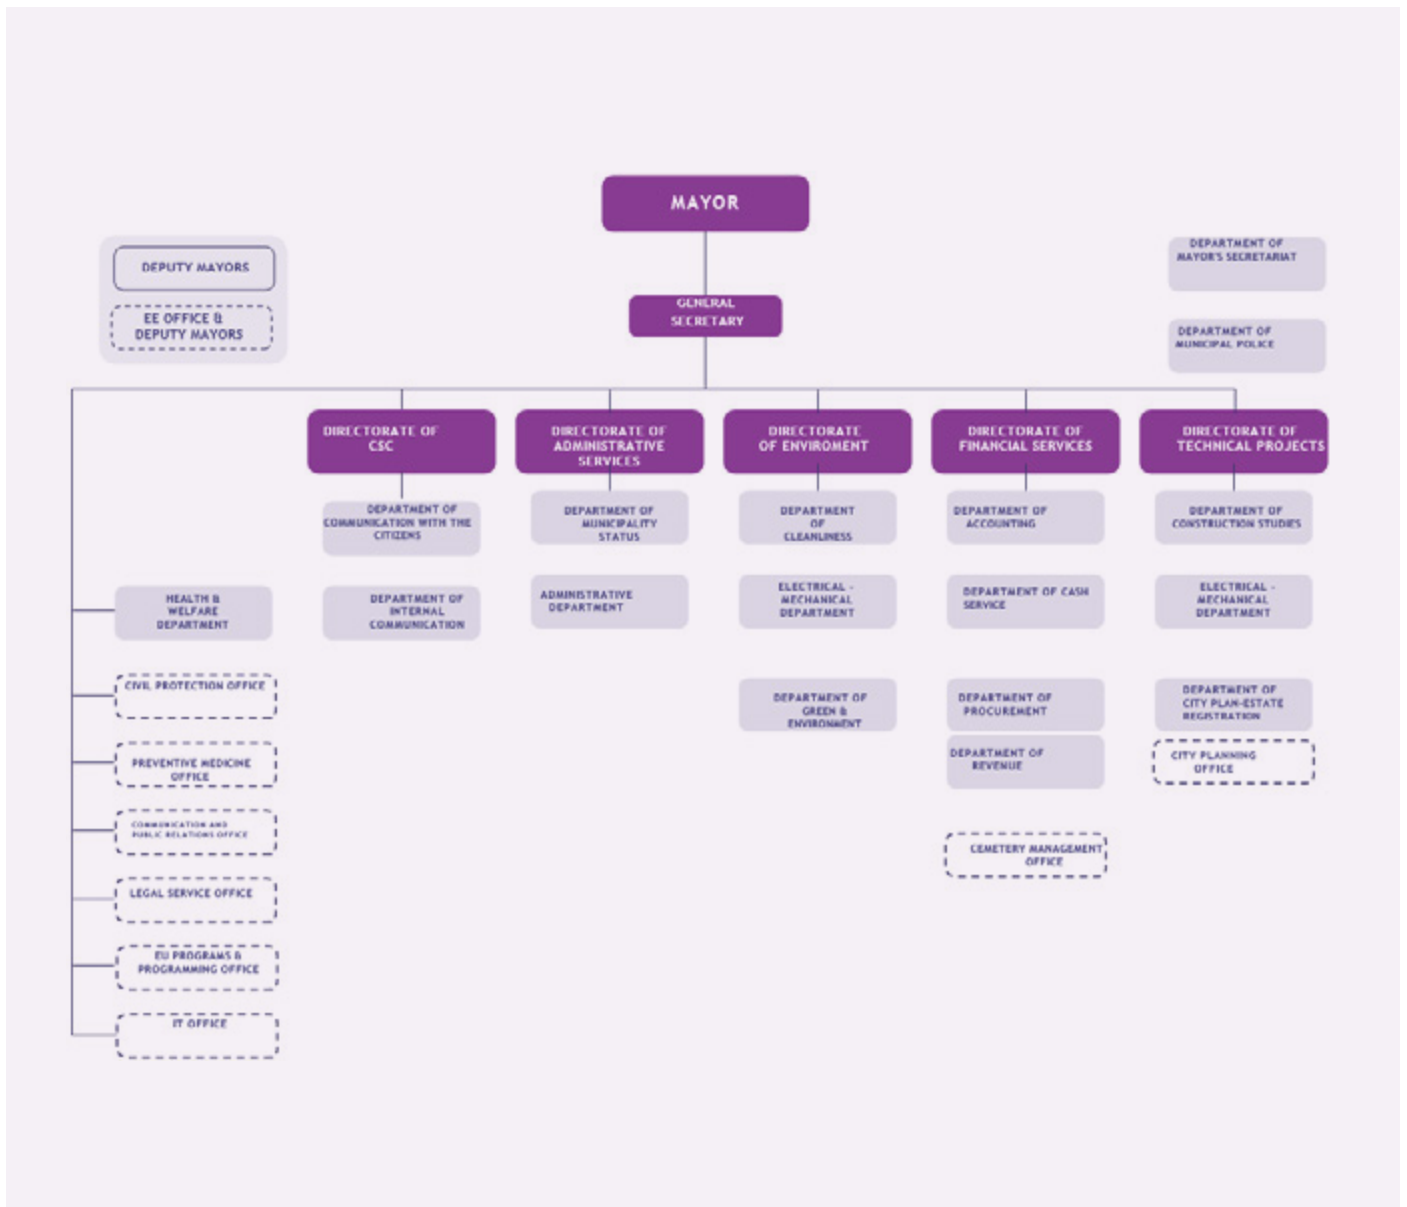 MAYOR
DEPUTY MAYORS
EE OFFICE &
DEPUTY MAYORS
GENERAL
SECRETARY
DEPARTMENT OF
MAYOR'S SECRETARIAT
DEPARTMENT OF
MUNICIPAL POLICE
DIRECTORATE OF
CSC
DIRECTORATE OF
ADMINISTRATIVE
SERVICES
DIRECTORATE
OF ENVIROMENT
DIRECTORATE OF
FINANCIAL SERVICES
DIRECTORATE OF
TECHNICAL PROJECTS
DEPARTMENT OF
COMMUNICATION WITH THE
CITIZENS
DEPARTMENT OF
MUNICIPALITY
STATUS
DEPARTMENT
OF
CLEANLINESS
DEPARTMENT OF
ACCOUNTING
DEPARTMENT OF
CONSTRUCTION STUDIES
HEALTH &
WELFARE
DEPARTMENT
DEPARTMENT OF
INTERNAL
COMMUNICATION
ADMINISTRATIVE
DEPARTMENT
ELECTRICAL -
MECHANICAL
DEPARTMENT
DEPARTMENT OF CASH
SERVICE
ELECTRICAL -
MECHANICAL
DEPARTMENT
CIVIL PROTECTION OFFICE
DEPARTMENT OF
GREEN &
ENVIRONMENT
DEPARTMENT OF
PROCUREMENT
DEPARTMENT OF
CITY PLAN-ESTATE
REGISTRATION
PREVENTIVE MEDICINE
OFFICE
DEPARTMENT OF
REVENUE
CITY PLANNING
OFFICE
COMMUNICATION AND
PUBLIC RELATIONS OFFICE
CEMETERY MANAGEMENT
OFFICE
LEGAL SERVICE OFFICE
EU PROGRAMS &
PROGRAMMING OFFICE
IT OFFICE